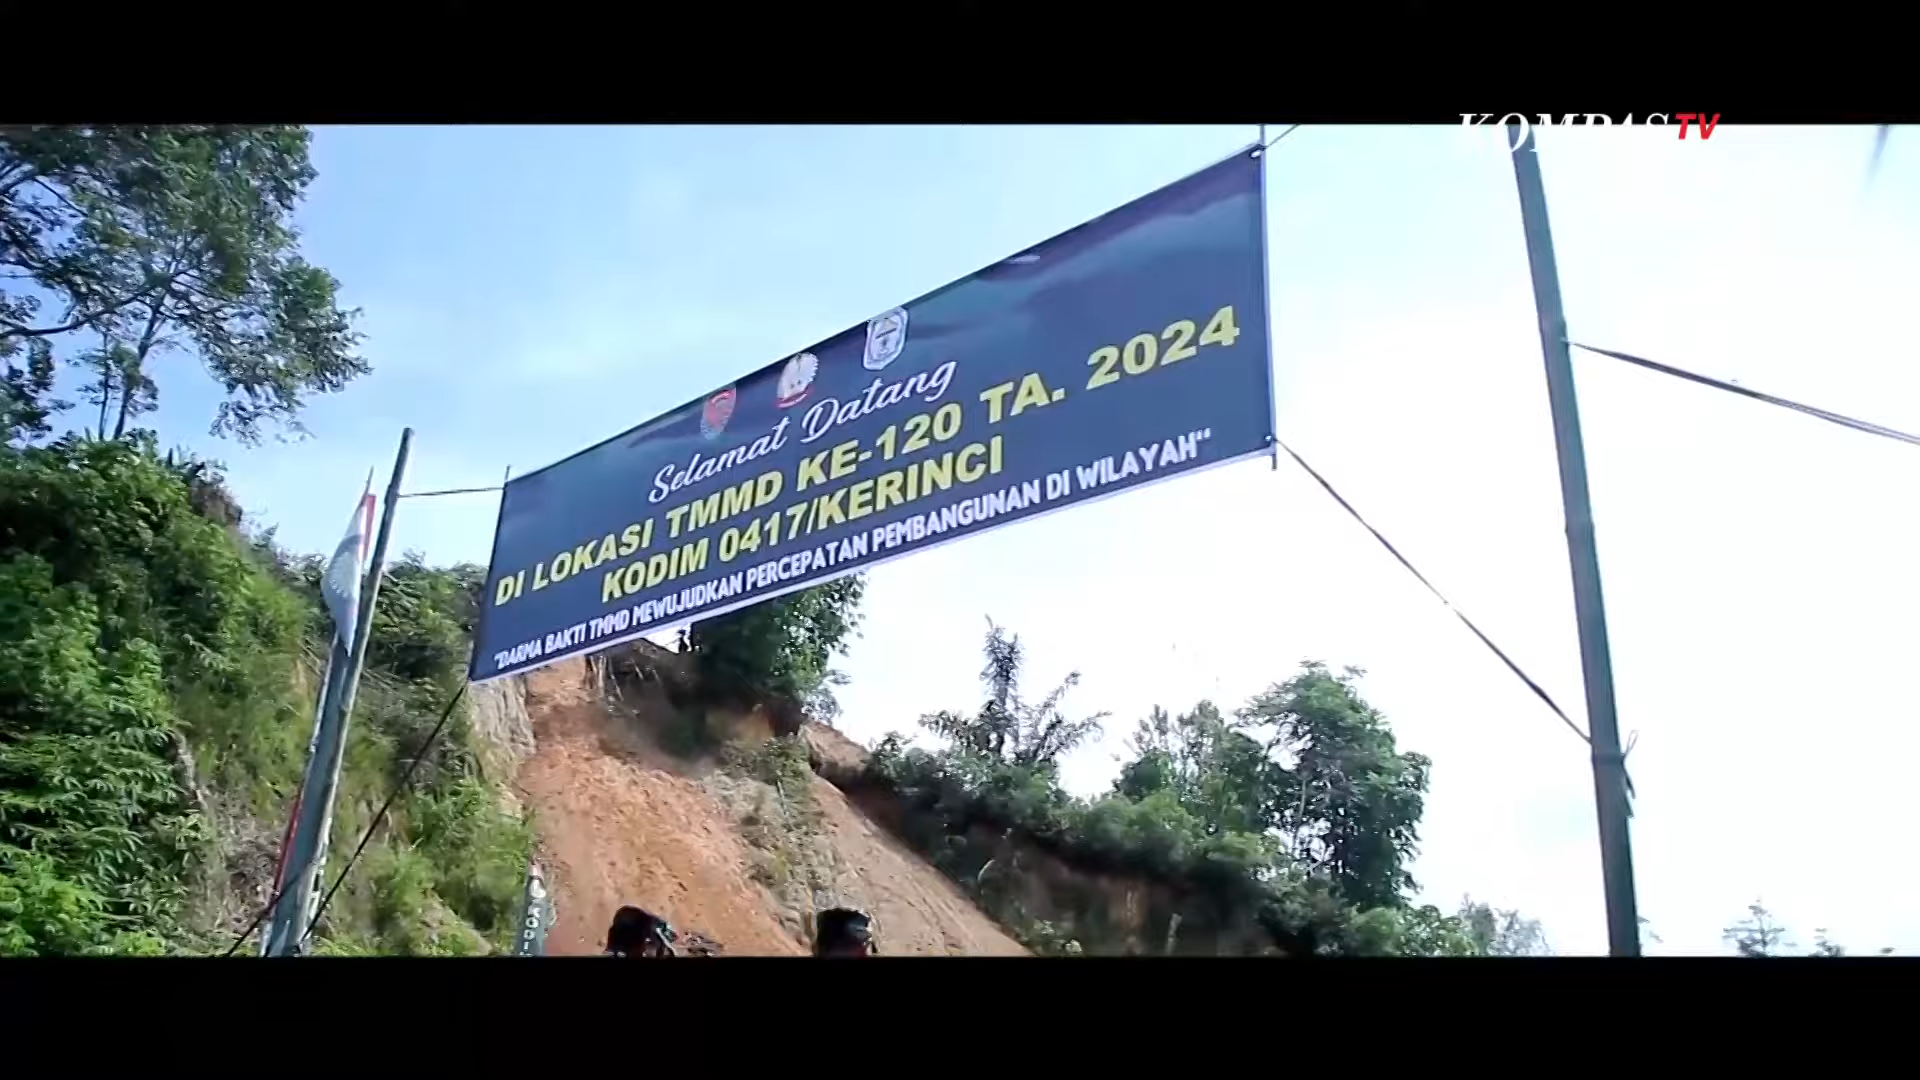 KOMPASTV
Selamat Datang
DI LOKASI TMMD KE-120 TA. 2024
KODIM 0417/KERINCI
"DARMA BAKTI TMMD MEWUJUDKAN PERCEPATAN PEMBANGUNAN DI WILAYAH"
KODI